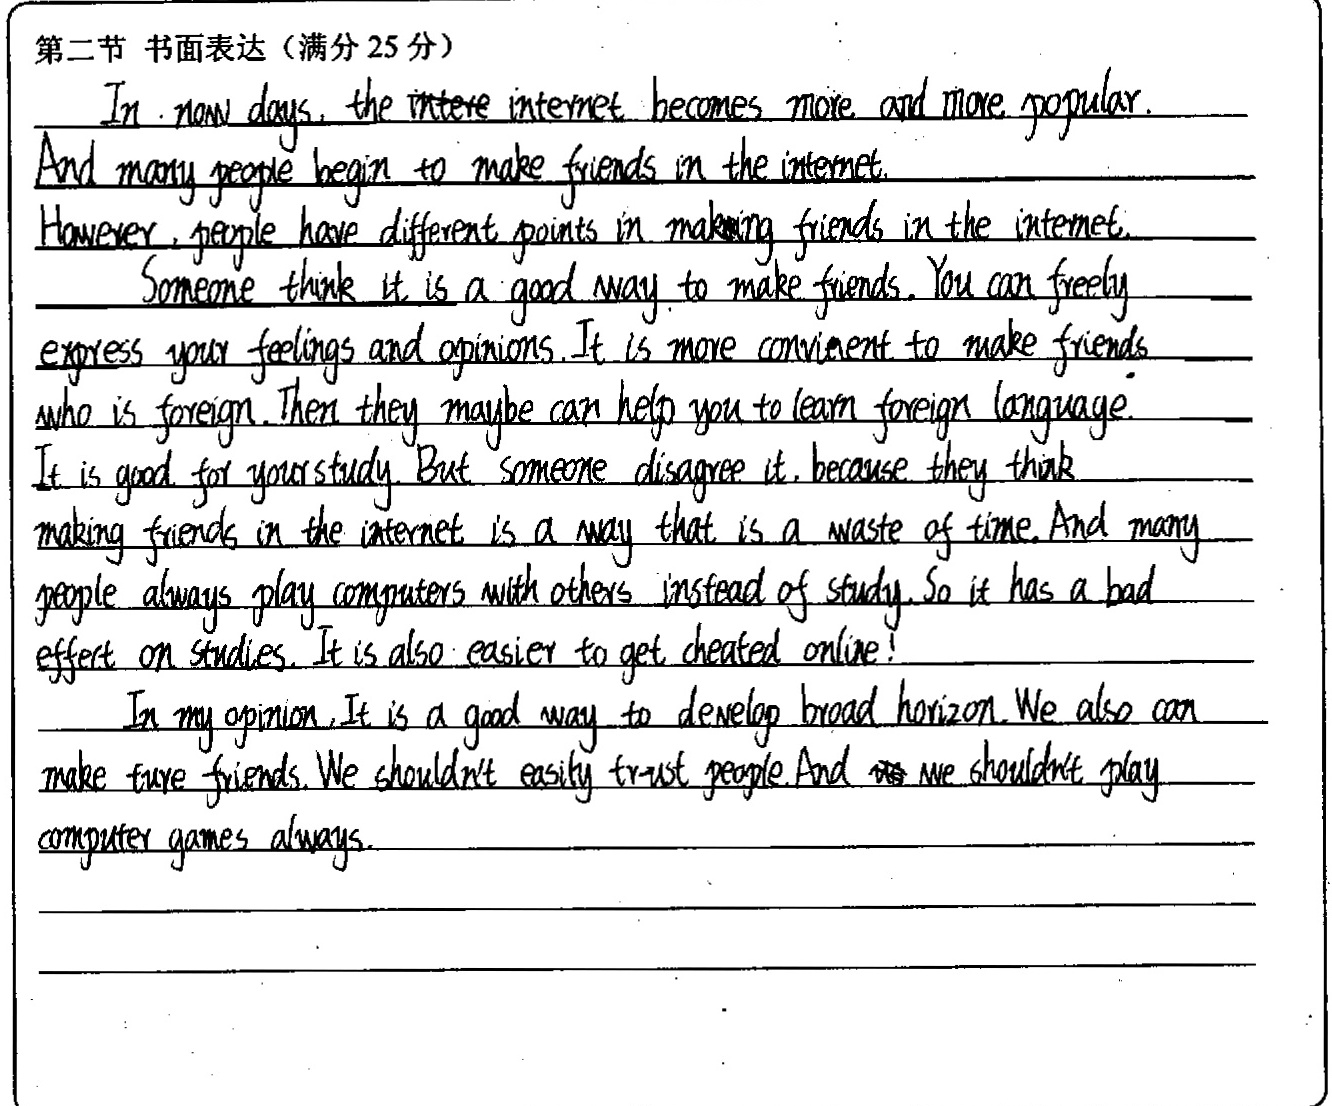 第二节 书面表达（满分 25 分）
In now days, the intere internet becomes more and more popular.
And many people begin to make friends in the internet.
However, people have different points in making friends in the internet.
Someone think it is a good way to make friends. You can freely
express your feelings and opinions. It is more convinent to make friends
who is foreign. Then they maybe can help you to learn foreign language.
It is good for your study. But someone disagree it. because they think
making friends in the internet is a way that is a waste of time. And many
people always play computers with others instead of study. So it has a bad
effect on studies. It is also easier to get cheated online!
In my opinion, It is a good way to develop broad horizon. We also can
make ture friends. We shouldn't easily trust people. And we shouldn't play
computer games always.